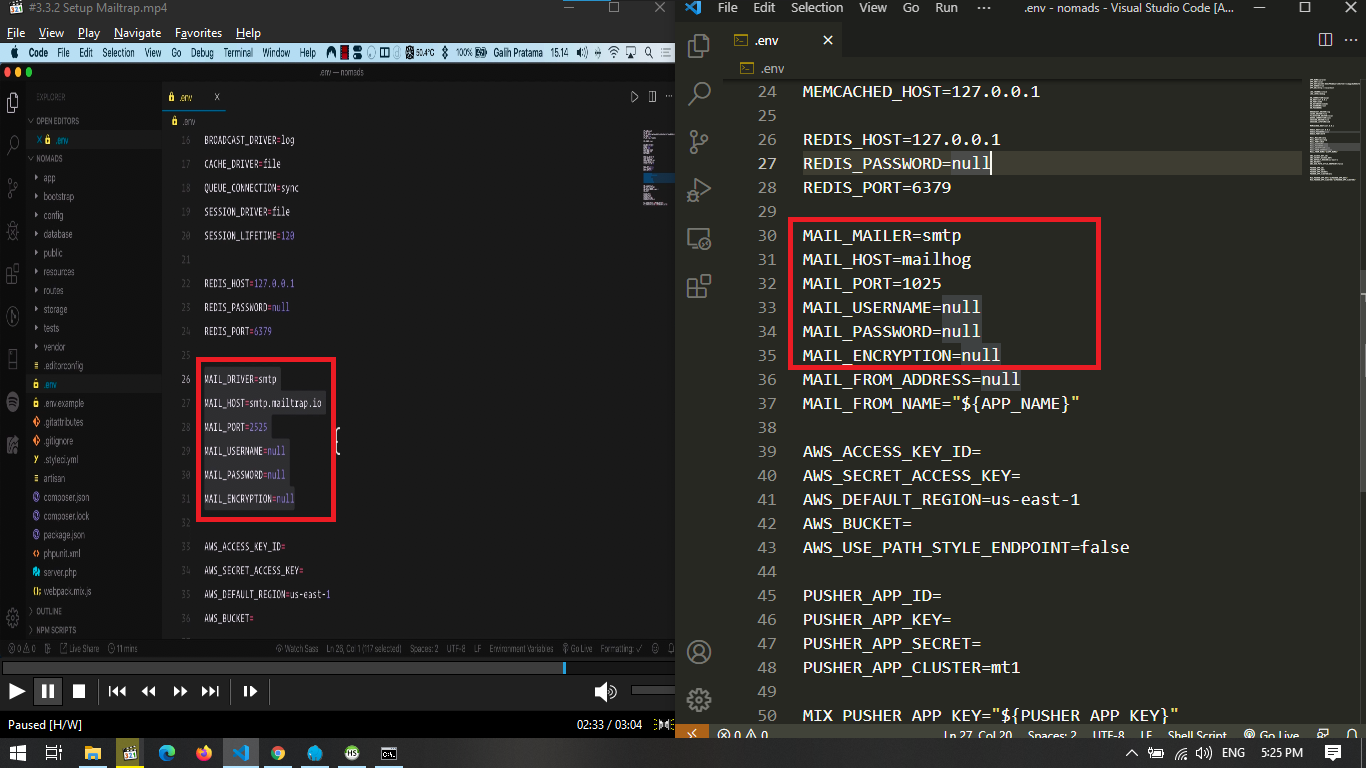 #3.3.2 Setup Mailtrap.mp4
File View Play Navigate Favorites Help
Code File Edit Selection View Go Debug Terminal Window Help 50.4°C 100% Galih Pratama 15.14
.env — nomads
EXPLORER
OPEN EDITORS
.env
NOMADS
app
bootstrap
config
database
public
resources
routes
storage
tests
vendor
.editorconfig
.env
.env.example
.gitattributes
.gitignore
.styleci.yml
artisan
composer.json
composer.lock
package.json
phpunit.xml
server.php
webpack.mix.js
OUTLINE
NPM SCRIPTS
.env
.env
16 BROADCAST_DRIVER=log
17 CACHE_DRIVER=file
18 QUEUE_CONNECTION=sync
19 SESSION_DRIVER=file
20 SESSION_LIFETIME=120
21
22 REDIS_HOST=127.0.0.1
23 REDIS_PASSWORD=null
24 REDIS_PORT=6379
25
26 MAIL_DRIVER=smtp
27 MAIL_HOST=smtp.mailtrap.io
28 MAIL_PORT=2525
29 MAIL_USERNAME=null
30 MAIL_PASSWORD=null
31 MAIL_ENCRYPTION=null
32
33 AWS_ACCESS_KEY_ID=
34 AWS_SECRET_ACCESS_KEY=
35 AWS_DEFAULT_REGION=us-east-1
36 AWS_BUCKET=
0 0 Live Share 11 mins Watch Sass Ln 26, Col 1 (117 selected) Spaces: 2 UTF-8 LF Environment Variables Go Live Formatting: ✓
Paused [H/W] 02:33 / 03:04
File Edit Selection View Go Run ··· .env - nomads - Visual Studio Code [A...
.env
.env
24 MEMCACHED_HOST=127.0.0.1
25
26 REDIS_HOST=127.0.0.1
27 REDIS_PASSWORD=null
28 REDIS_PORT=6379
29
30 MAIL_MAILER=smtp
31 MAIL_HOST=mailhog
32 MAIL_PORT=1025
33 MAIL_USERNAME=null
34 MAIL_PASSWORD=null
35 MAIL_ENCRYPTION=null
36 MAIL_FROM_ADDRESS=null
37 MAIL_FROM_NAME="${APP_NAME}"
38
39 AWS_ACCESS_KEY_ID=
40 AWS_SECRET_ACCESS_KEY=
41 AWS_DEFAULT_REGION=us-east-1
42 AWS_BUCKET=
43 AWS_USE_PATH_STYLE_ENDPOINT=false
44
45 PUSHER_APP_ID=
46 PUSHER_APP_KEY=
47 PUSHER_APP_SECRET=
48 PUSHER_APP_CLUSTER=mt1
49
50 MIX_PUSHER_APP_KEY="${PUSHER_APP_KEY}"
0 0 Ln 27, Col 20 Spaces: 2 UTF-8 LF Shell Script Go Live
ENG 5:25 PM